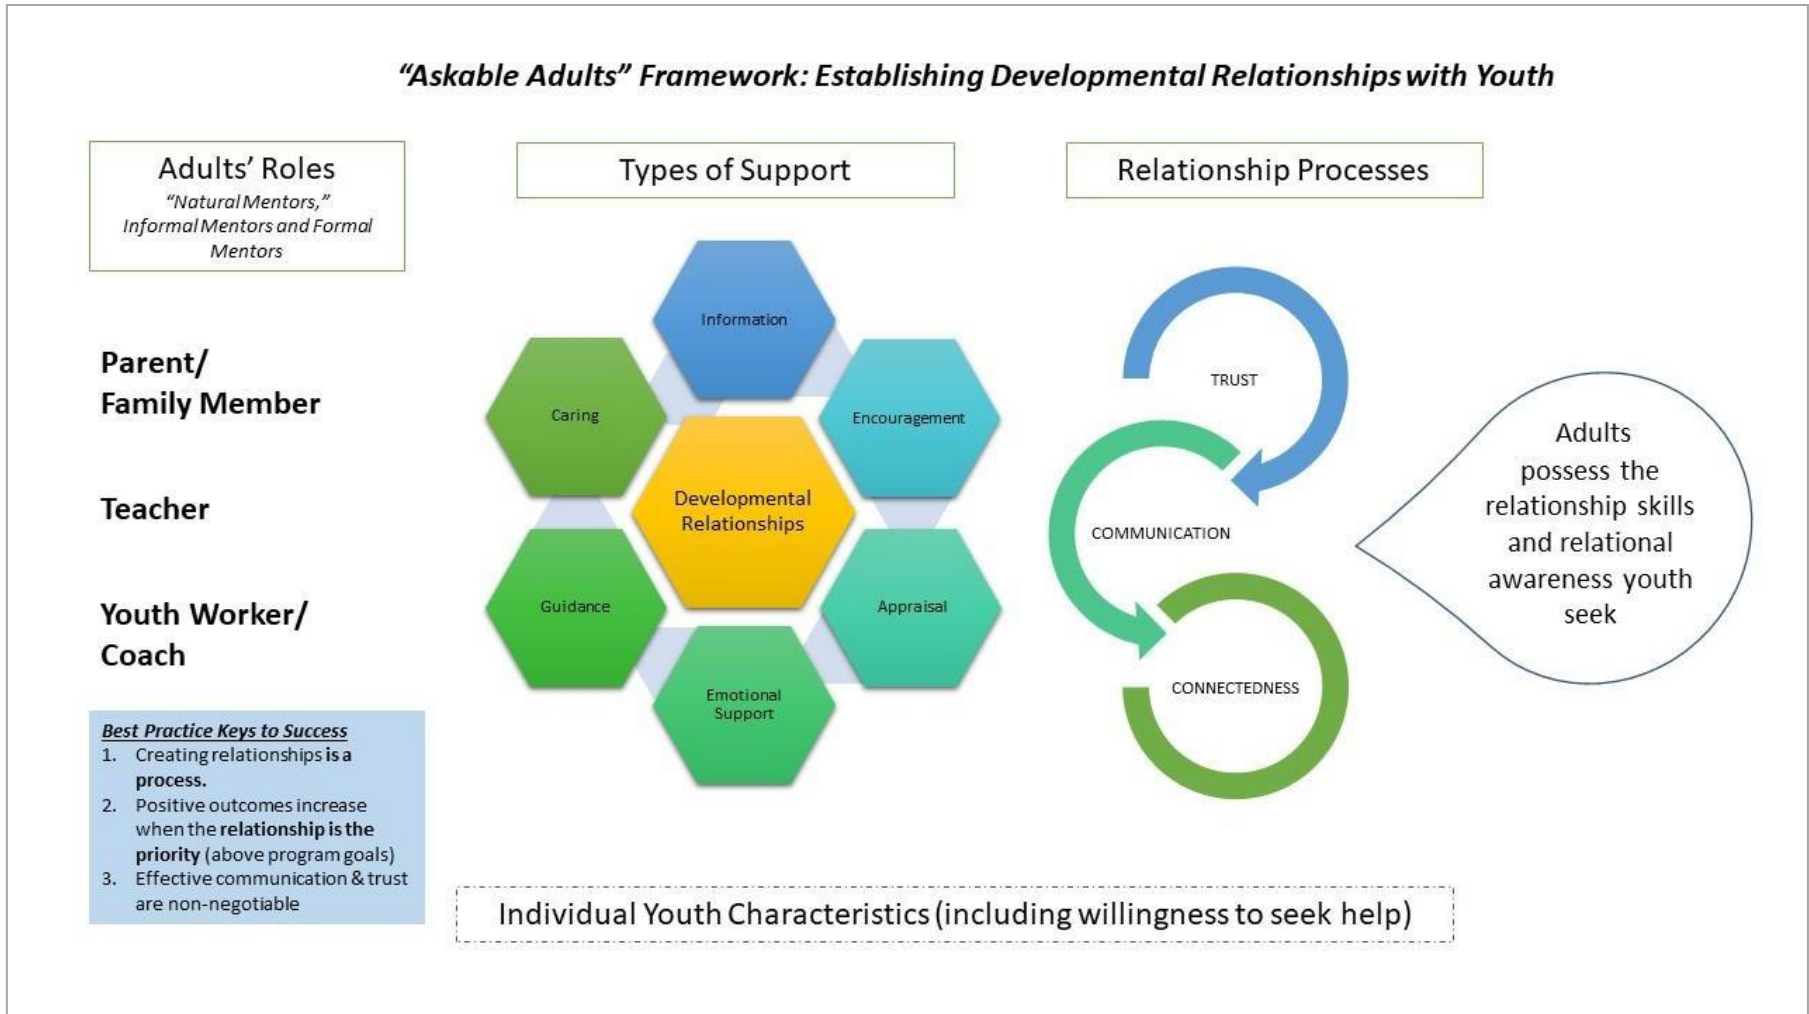 “Askable Adults” Framework: Establishing Developmental Relationships with Youth
Adults’ Roles
“Natural Mentors,”
Informal Mentors and Formal
Mentors
Parent/
Family Member
Teacher
Youth Worker/
Coach
Best Practice Keys to Success
1. Creating relationships is a
process.
2. Positive outcomes increase
when the relationship is the
priority (above program goals)
3. Effective communication & trust
are non-negotiable
Types of Support
Information
Caring
Encouragement
Developmental
Relationships
Guidance
Appraisal
Emotional
Support
Relationship Processes
TRUST
COMMUNICATION
CONNECTEDNESS
Adults
possess the
relationship skills
and relational
awareness youth
seek
Individual Youth Characteristics (including willingness to seek help)